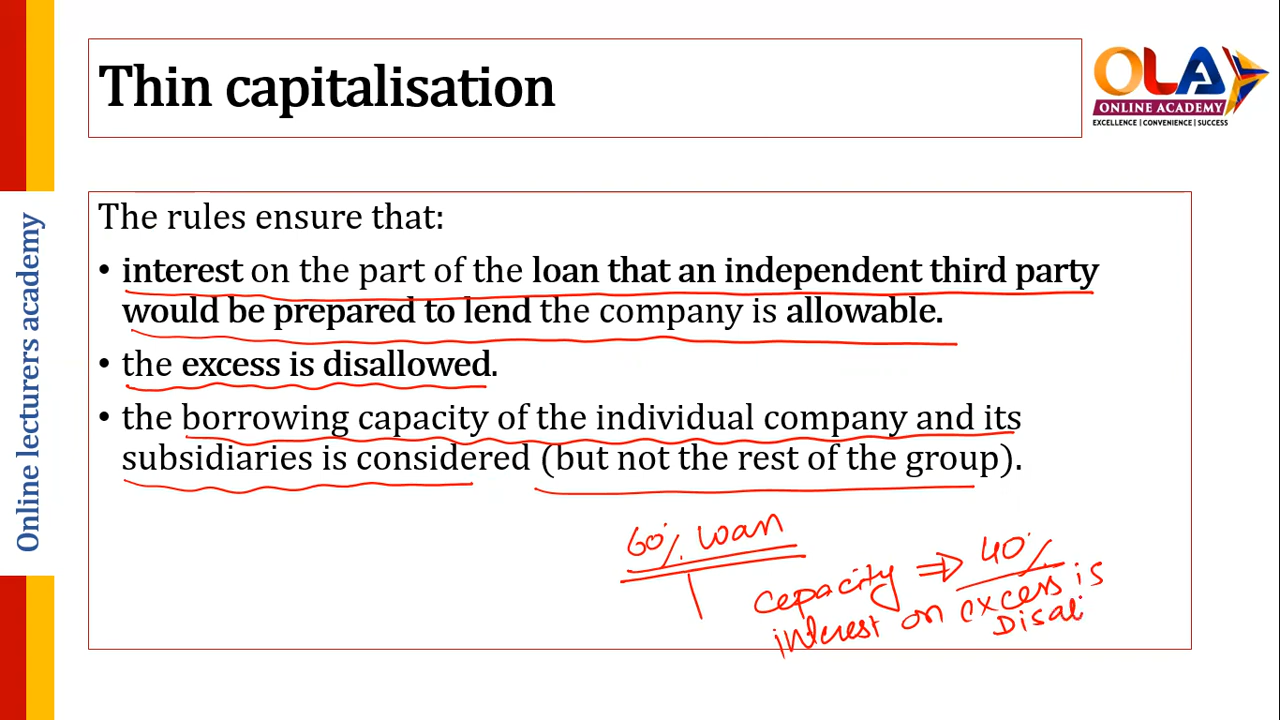 Thin capitalisation
OLA
ONLINE ACADEMY
EXCELLENCE | CONVENIENCE | SUCCESS
Online lecturers academy
The rules ensure that:
• interest on the part of the loan that an independent third party
would be prepared to lend the company is allowable.
• the excess is disallowed.
• the borrowing capacity of the individual company and its
subsidiaries is considered (but not the rest of the group).
60% loan
capacity ⇒ 40%
interest on excess is
Disal